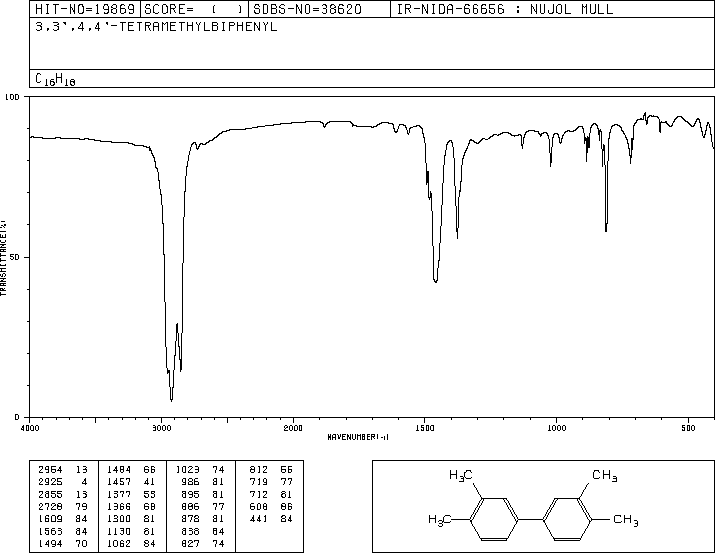 HIT-NO=19869 SCORE= ( ) SDBS-NO=38620 IR-NIDA-66656 : NUJOL MULL
3,3',4,4'-TETRAMETHYLBIPHENYL
C16H18
100
50
0
TRANSMITTANCE(%)
4000 3000 2000 1500 1000 500
WAVENUMBER(-1)
2964 13 1484 66 1023 74 812 56
2925 4 1457 41 986 81 719 77
2855 13 1377 55 895 81 712 81
2728 79 1366 68 886 77 608 86
1609 84 1300 81 878 81 441 84
1563 84 1130 81 838 84
1494 70 1062 84 827 74
H3C CH3
H3C CH3